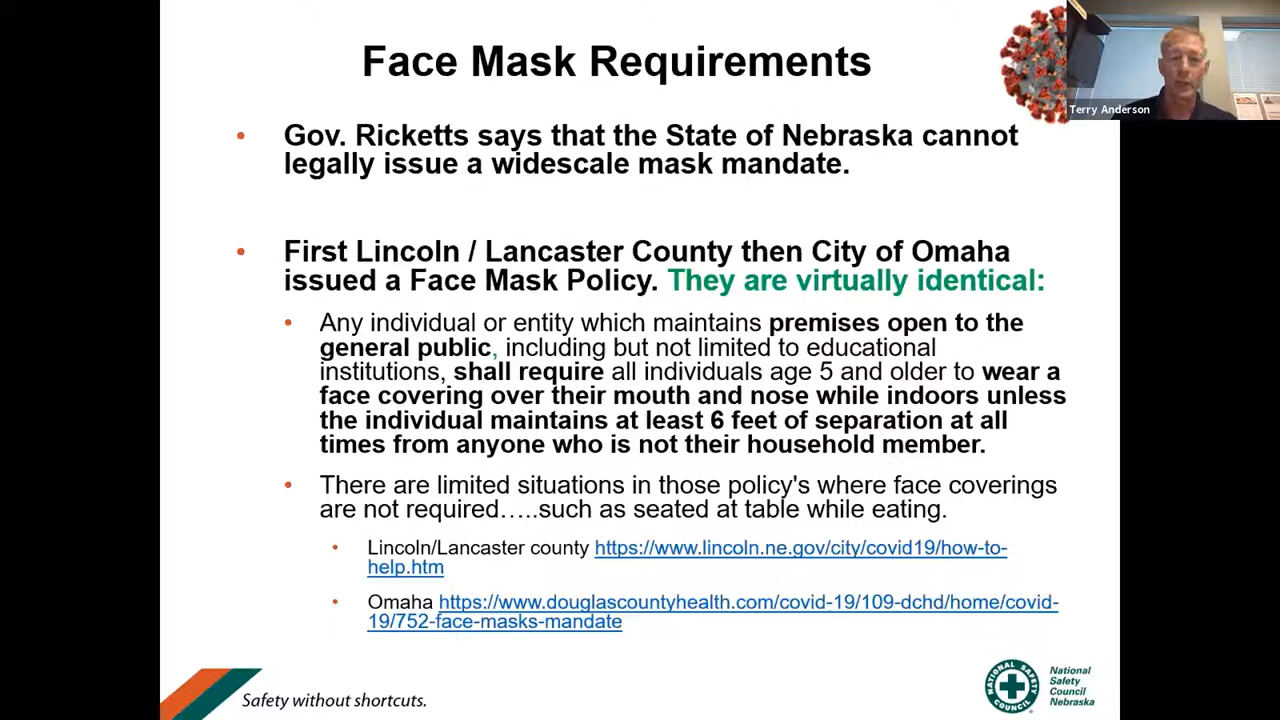 Face Mask Requirements
Terry Anderson
• Gov. Ricketts says that the State of Nebraska cannot
legally issue a widescale mask mandate.
• First Lincoln / Lancaster County then City of Omaha
issued a Face Mask Policy. They are virtually identical:
• Any individual or entity which maintains premises open to the
general public, including but not limited to educational
institutions, shall require all individuals age 5 and older to wear a
face covering over their mouth and nose while indoors unless
the individual maintains at least 6 feet of separation at all
times from anyone who is not their household member.
• There are limited situations in those policy's where face coverings
are not required…..such as seated at table while eating.
• Lincoln/Lancaster county https://www.lincoln.ne.gov/city/covid19/how-to-
help.htm
• Omaha https://www.douglascountyhealth.com/covid-19/109-dchd/home/covid-
19/752-face-masks-mandate
Safety without shortcuts.
NATIONAL SAFETY COUNCIL
National
Safety
Council
Nebraska